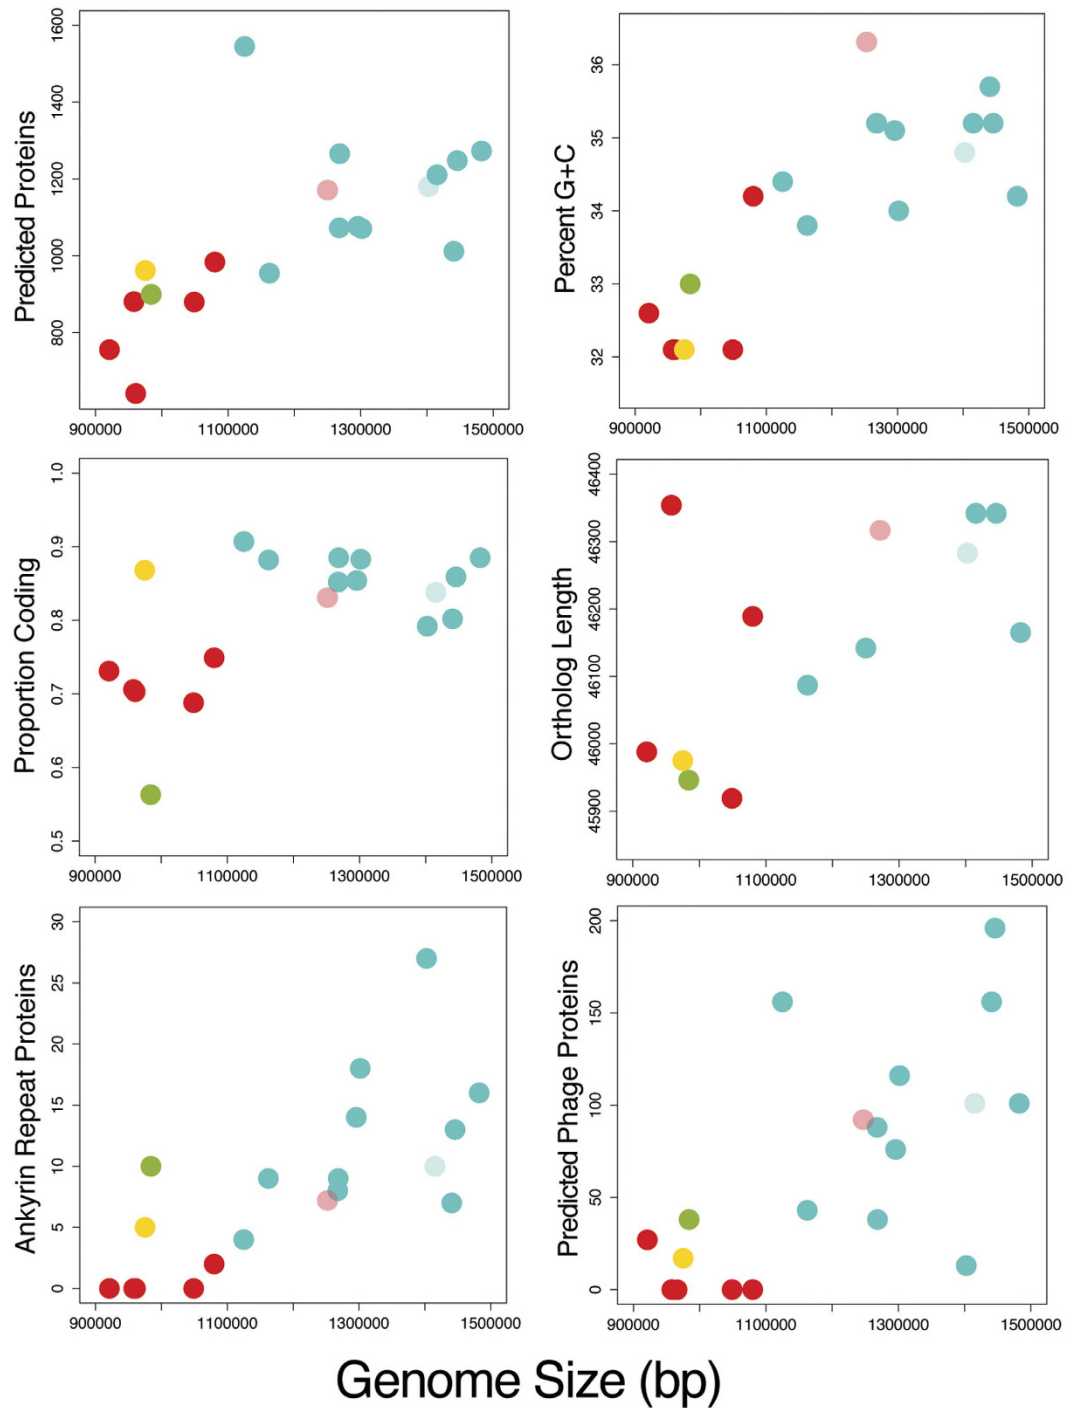 Predicted Proteins
1600
1400
1200
1000
800
900000 1100000 1300000 1500000
Percent G+C
36
35
34
33
32
900000 1100000 1300000 1500000
Proportion Coding
1.0
0.9
0.8
0.7
0.6
0.5
900000 1100000 1300000 1500000
Ortholog Length
46400
46300
46200
46100
46000
45900
900000 1100000 1300000 1500000
Ankyrin Repeat Proteins
30
25
20
15
10
5
0
900000 1100000 1300000 1500000
Predicted Phage Proteins
200
150
100
50
0
900000 1100000 1300000 1500000
Genome Size (bp)